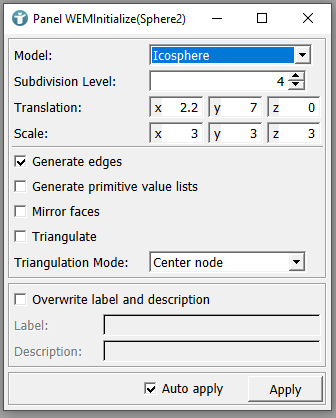 Panel WEMInitialize(Sphere2)
Model: Icosphere
Subdivision Level: 4
Translation: x 2.2 y 7 z 0
Scale: x 3 y 3 z 3
Generate edges
Generate primitive value lists
Mirror faces
Triangulate
Triangulation Mode: Center node
Overwrite label and description
Label:
Description:
Auto apply Apply